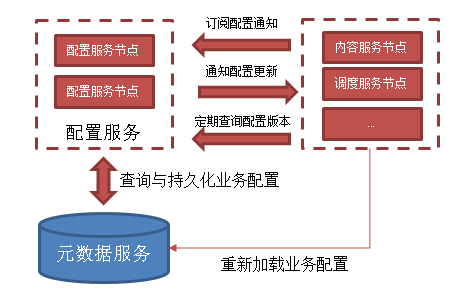 订阅配置通知
配置服务节点
配置服务节点
配置服务
通知配置更新
定期查询配置版本
内容服务节点
调度服务节点
...
查询与持久化业务配置
元数据服务
重新加载业务配置